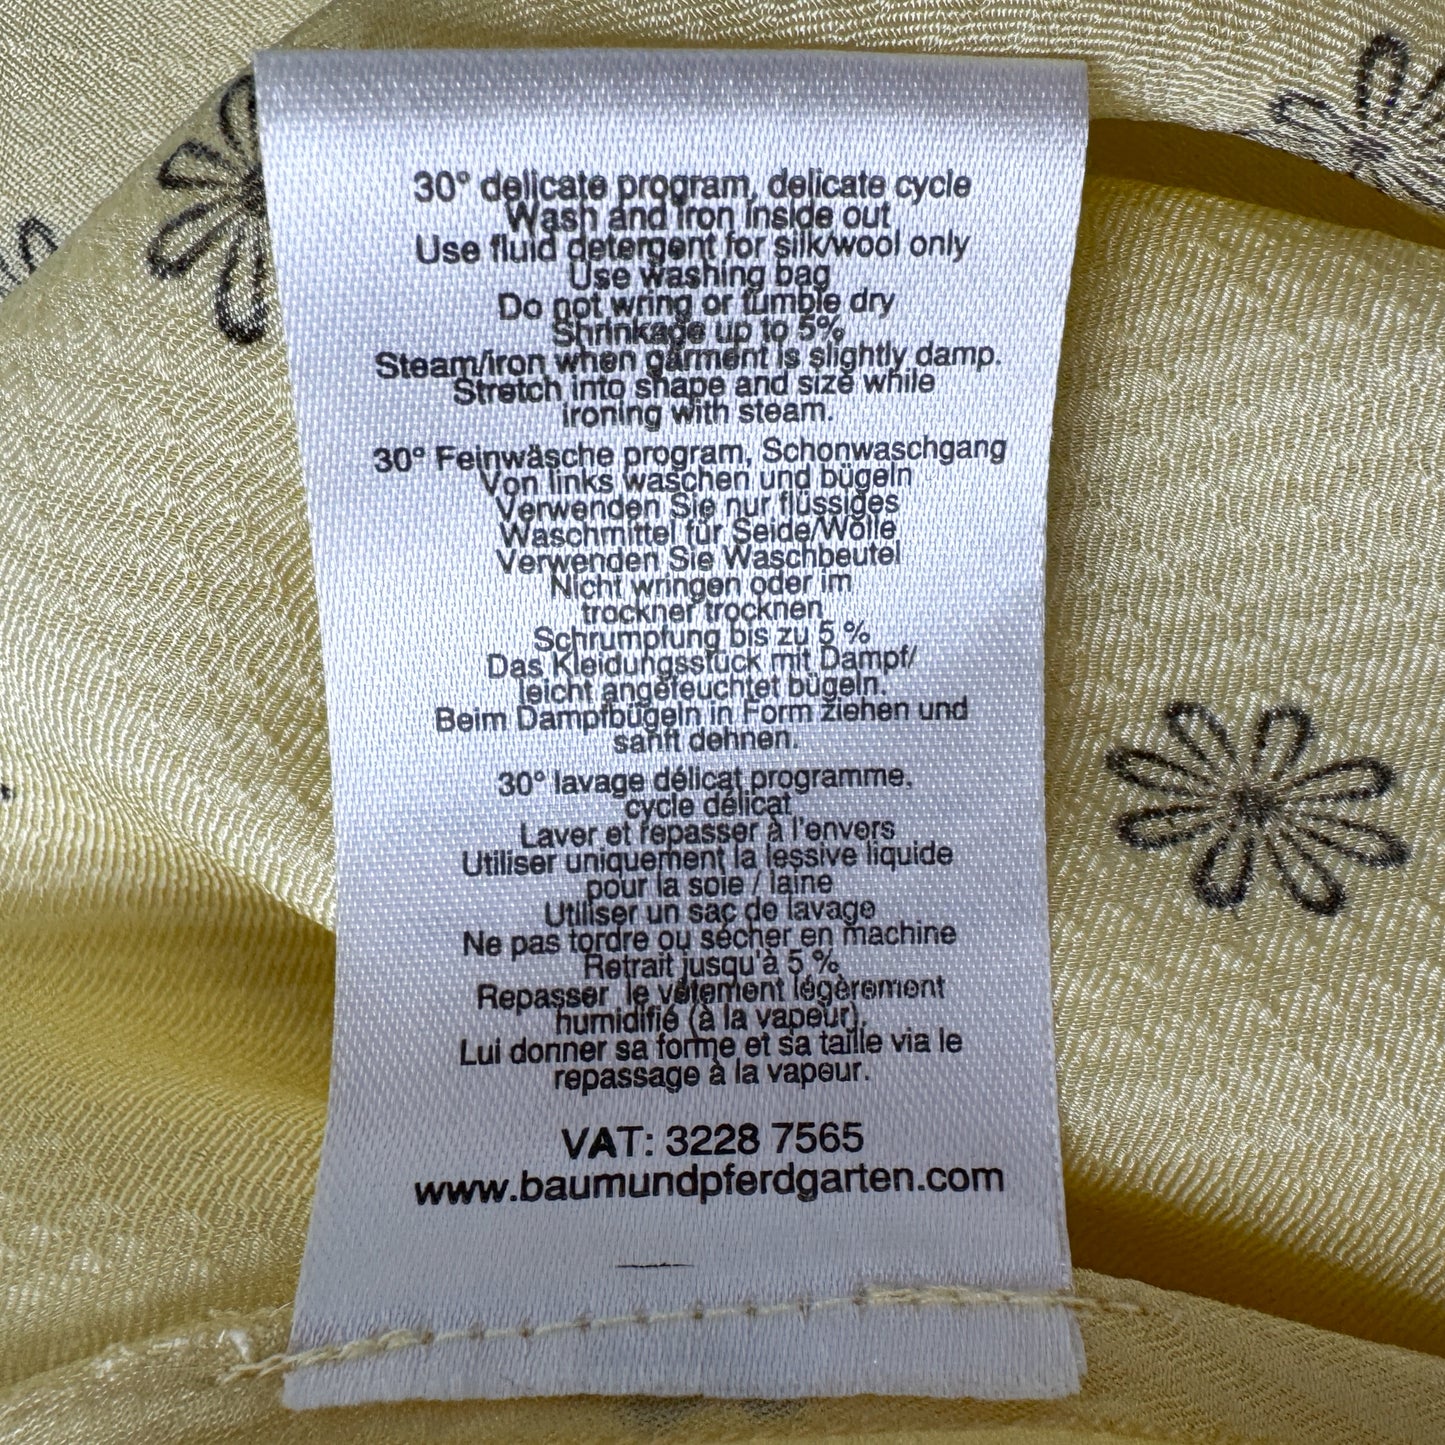 30° delicate program, delicate cycle
Wash and iron inside out
Use fluid detergent for silk/wool only
Use washing bag
Do not wring or tumble dry
Shrinkage up to 5%
Steam/iron when garment is slightly damp.
Stretch into shape and size while
ironing with steam.
30° Feinwäsche program, Schonwaschgang
Von links waschen und bügeln
Verwenden Sie nur flüssiges
Waschmittel für Seide/Wolle
Verwenden Sie Waschbeutel
Nicht wringen oder im
trockner trocknen
Schrumpfung bis zu 5 %
Das Kleidungsstück mit Dampf/
leicht angefeuchtet bügeln.
Beim Dampfbügeln in Form ziehen und
sanft dehnen.
30° lavage délicat programme,
cycle délicat
Laver et repasser à l'envers
Utiliser uniquement la lessive liquide
pour la soie / laine
Utiliser un sac de lavage
Ne pas tordre ou sécher en machine
Retrait jusqu'à 5 %
Repasser le vêtement légèrement
humidifié (à la vapeur).
Lui donner sa forme et sa taille via le
repassage à la vapeur.
VAT: 3228 7565
www.baumundpferdgarten.com